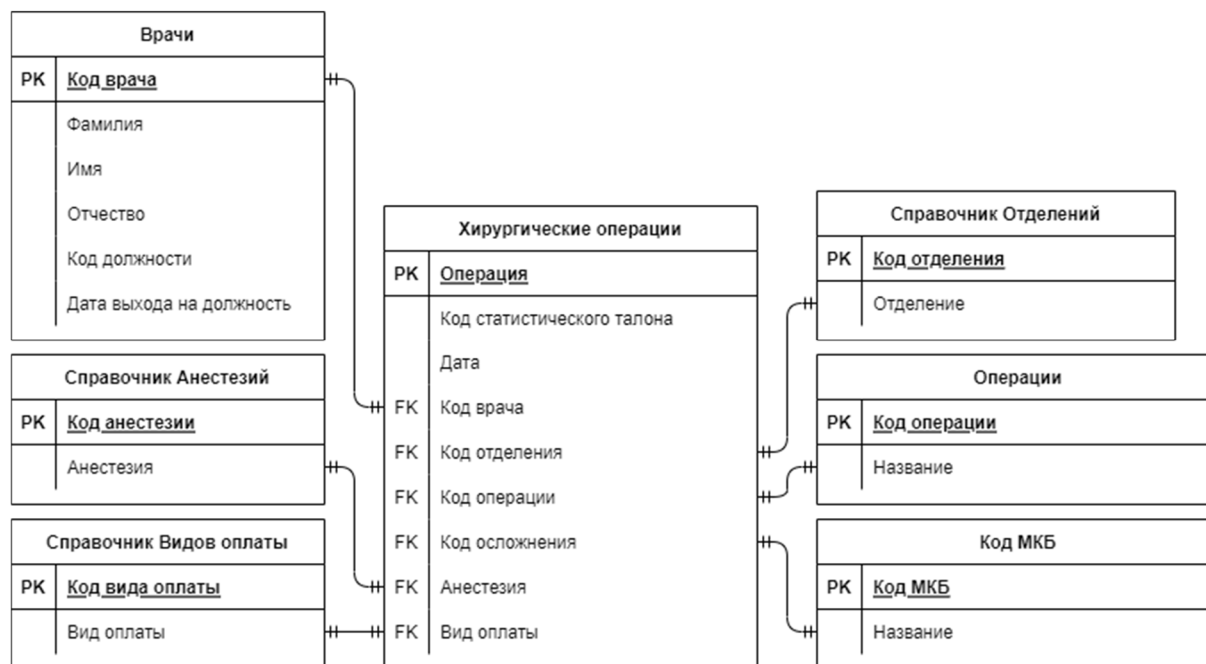 Врачи
PK Код врача
Фамилия
Имя
Отчество
Код должности
Дата выхода на должность
Справочник Анестезий
PK Код анестезии
Анестезия
Справочник Видов оплаты
PK Код вида оплаты
Вид оплаты
Хирургические операции
PK Операция
Код статистического талона
Дата
FK Код врача
FK Код отделения
FK Код операции
FK Код осложнения
FK Анестезия
FK Вид оплаты
Справочник Отделений
PK Код отделения
Отделение
Операции
PK Код операции
Название
Код МКБ
PK Код МКБ
Название